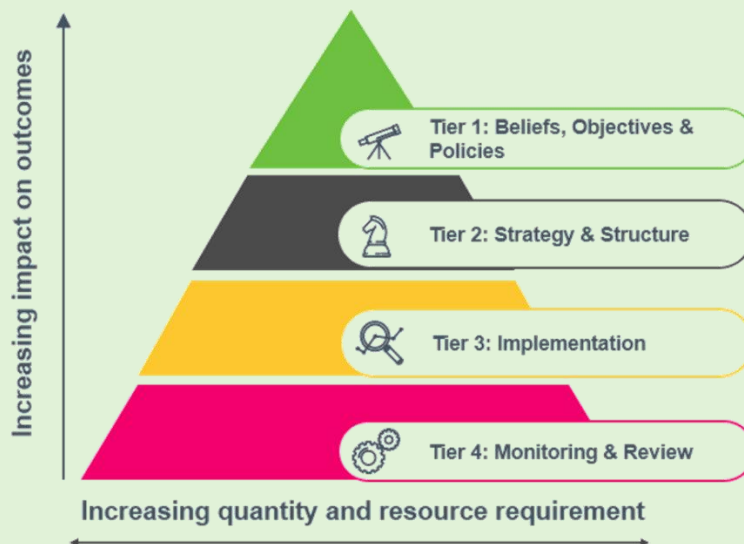 Increasing impact on outcomes
Tier 1: Beliefs, Objectives &
Policies
Tier 2: Strategy & Structure
Tier 3: Implementation
Tier 4: Monitoring & Review
Increasing quantity and resource requirement